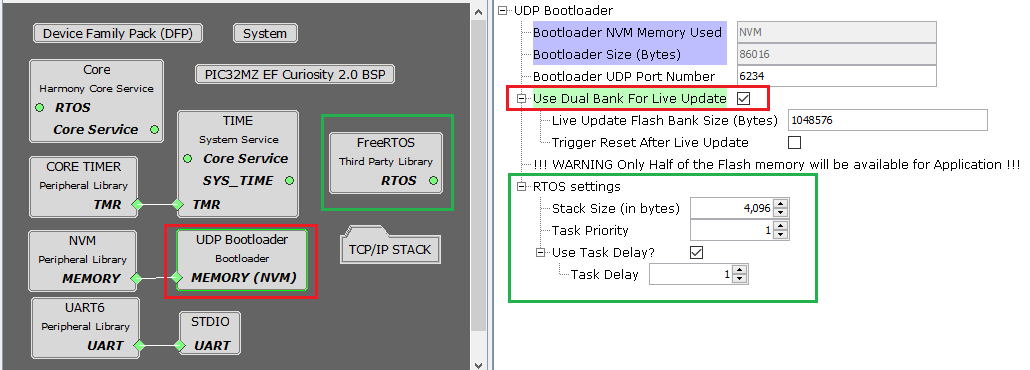 Device Family Pack (DFP)
System
Core
Harmony Core Service
RTOS
Core Service
PIC32MZ EF Curiosity 2.0 BSP
TIME
System Service
Core Service
SYS_TIME
TMR
FreeRTOS
Third Party Library
RTOS
CORE TIMER
Peripheral Library
TMR
NVM
Peripheral Library
MEMORY
UDP Bootloader
Bootloader
MEMORY (NVM)
TCP/IP STACK
UART6
Peripheral Library
UART
STDIO
UART
UDP Bootloader
Bootloader NVM Memory Used NVM
Bootloader Size (Bytes) 86016
Bootloader UDP Port Number 6234
Use Dual Bank For Live Update
Live Update Flash Bank Size (Bytes) 1048576
Trigger Reset After Live Update
!!! WARNING Only Half of the Flash memory will be available for Application !!!
RTOS settings
Stack Size (in bytes) 4,096
Task Priority 1
Use Task Delay?
Task Delay 1